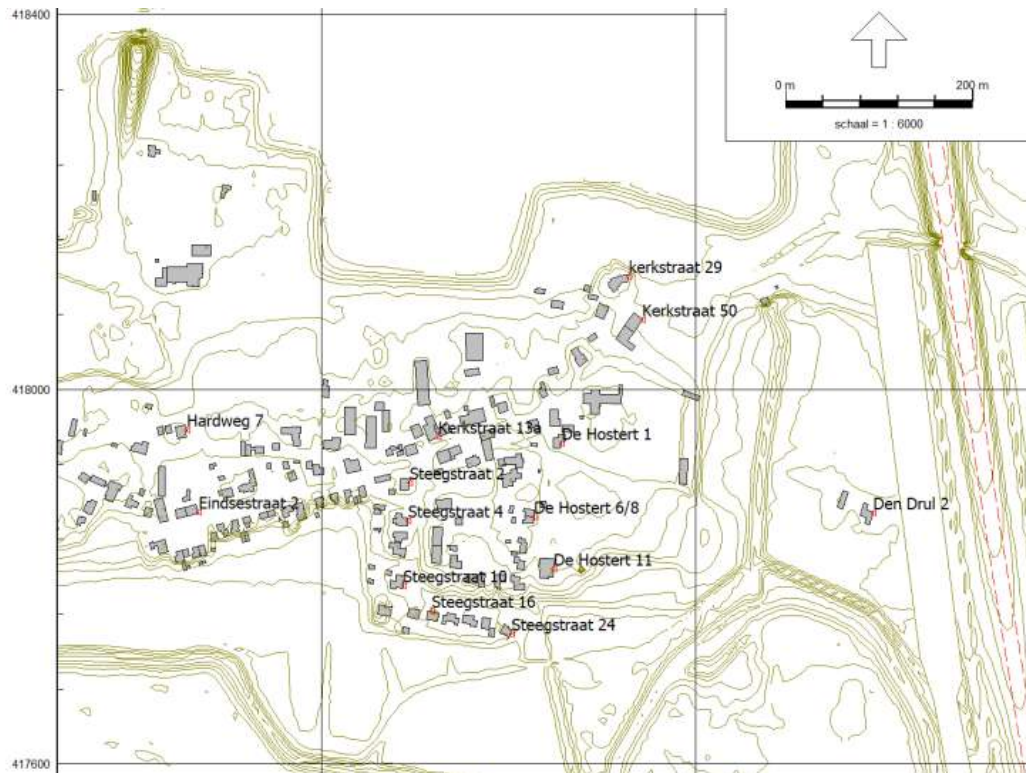 418400
0 m
200 m
schaal = 1 : 6000
kerkstraat 29
Kerkstraat 50
418000
Hardweg 7
Kerkstraat 13a
De Hostert 1
Steegstraat 2
Eindsestraat 2
Steegstraat 4
De Hostert 6/8
Den Drul 2
De Hostert 11
Steegstraat 10
Steegstraat 16
Steegstraat 24
417600